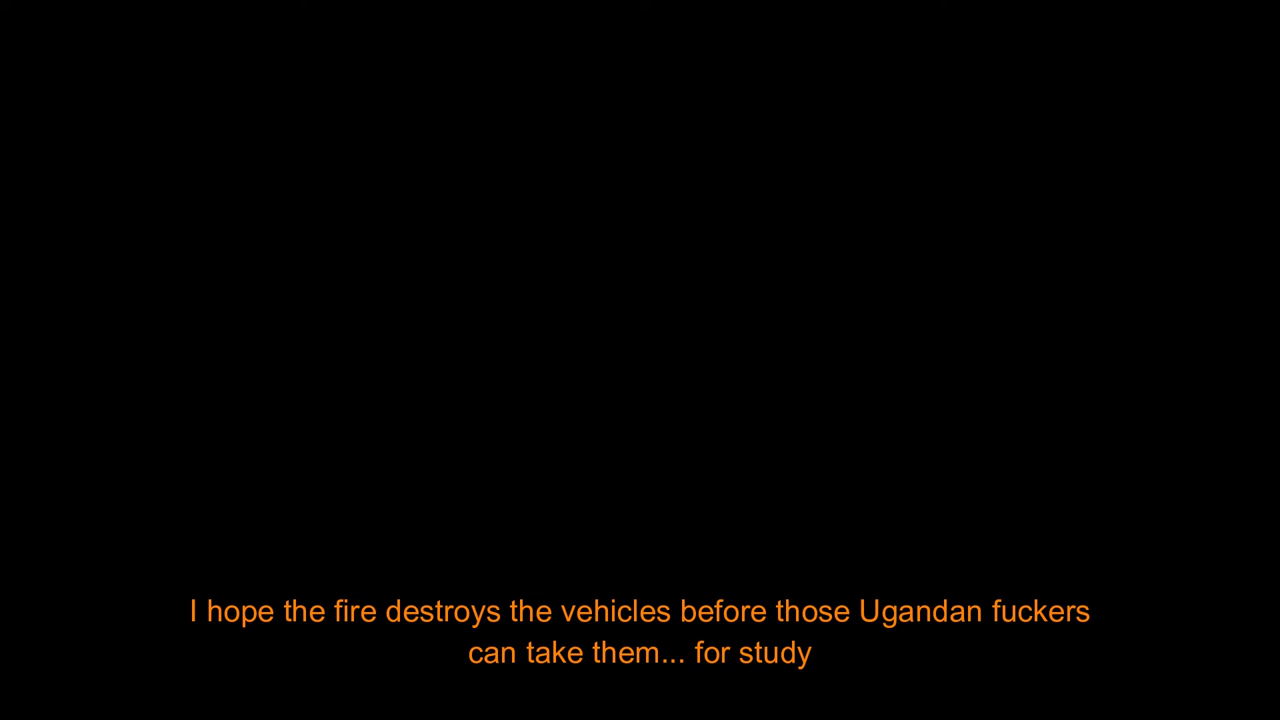 I hope the fire destroys the vehicles before those Ugandan fuckers
can take them... for study